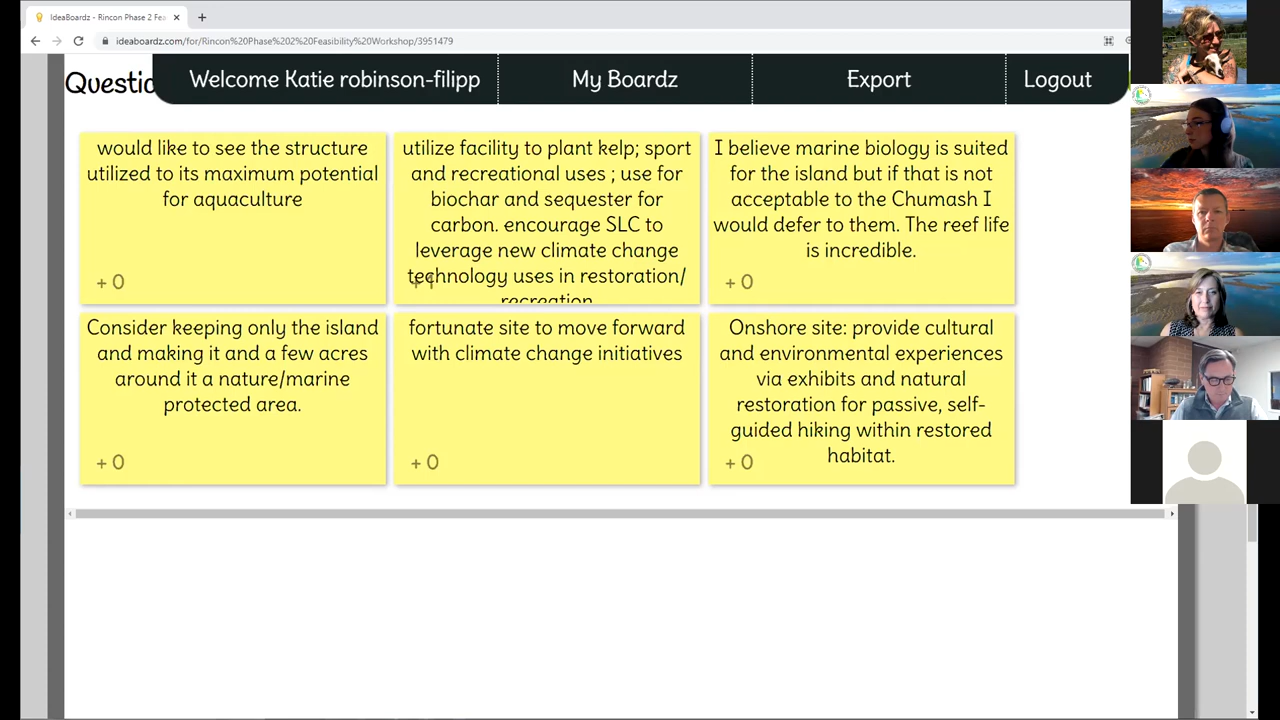 IdeaBoardz - Rincon Phase 2 Fea
ideaboardz.com/for/Rincon%20Phase%202%20Feasibility%20Workshop/3951479
Questio
Welcome Katie robinson-filipp
My Boardz
Export
Logout
would like to see the structure
utilized to its maximum potential
for aquaculture
+ 0
utilize facility to plant kelp; sport
and recreational uses ; use for
biochar and sequester for
carbon. encourage SLC to
leverage new climate change
technology uses in restoration/
recreation
I believe marine biology is suited
for the island but if that is not
acceptable to the Chumash I
would defer to them. The reef life
is incredible.
+ 0
Consider keeping only the island
and making it and a few acres
around it a nature/marine
protected area.
+ 0
fortunate site to move forward
with climate change initiatives
+ 0
Onshore site: provide cultural
and environmental experiences
via exhibits and natural
restoration for passive, self-
guided hiking within restored
habitat.
+ 0